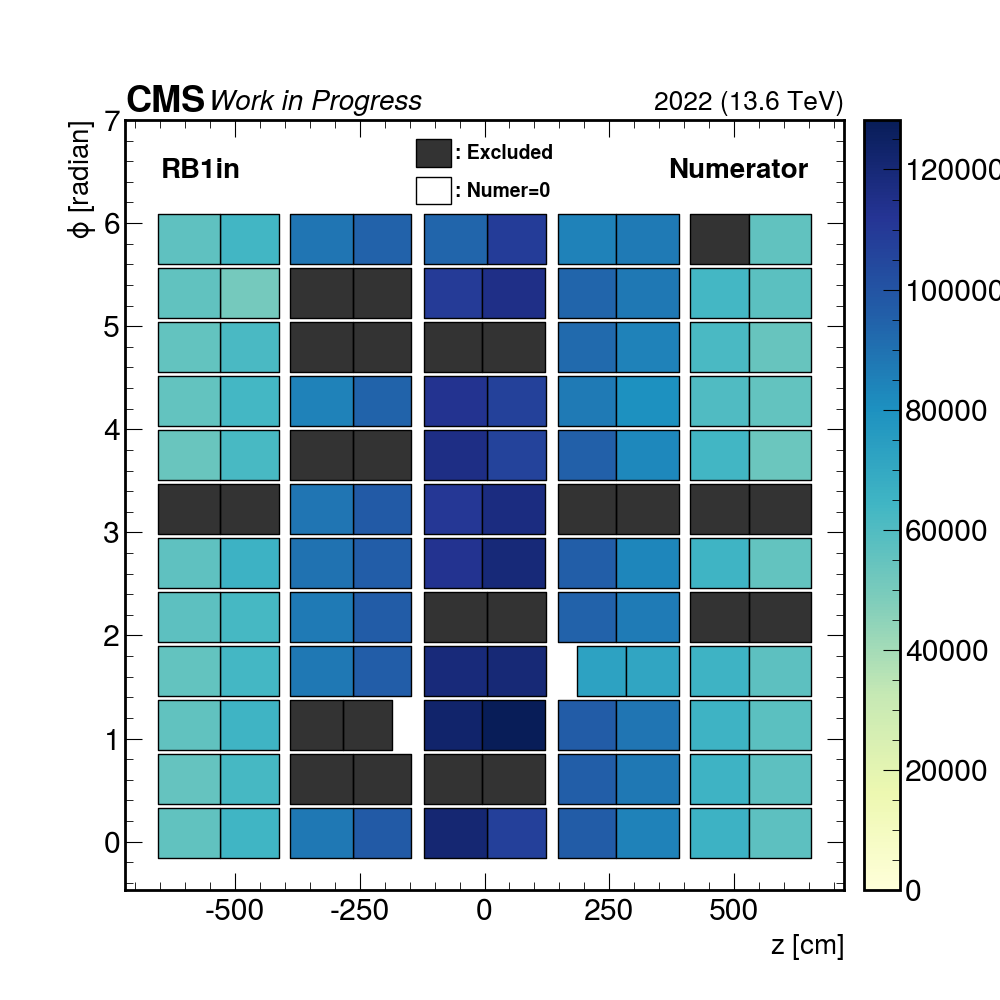 CMS Work in Progress 2022 (13.6 TeV)
ϕ [radian]
7
6
5
4
3
2
1
0
RB1in
: Excluded
: Numer=0
Numerator
-500 -250 0 250 500
z [cm]
120000
100000
80000
60000
40000
20000
0